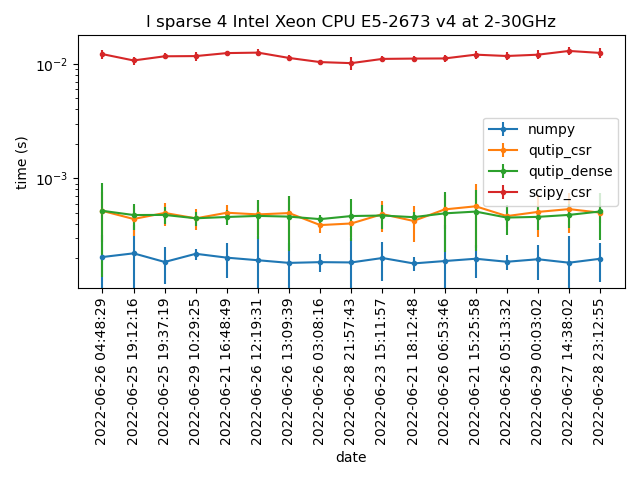 I sparse 4 Intel Xeon CPU E5-2673 v4 at 2-30GHz
10⁻²
10⁻³
time (s)
numpy
qutip_csr
qutip_dense
scipy_csr
2022-06-26 04:48:29
2022-06-25 19:12:16
2022-06-25 19:37:19
2022-06-29 10:29:25
2022-06-21 16:48:49
2022-06-26 12:19:31
2022-06-26 13:09:39
2022-06-26 03:08:16
2022-06-28 21:57:43
2022-06-23 15:11:57
2022-06-21 18:12:48
2022-06-26 06:53:46
2022-06-21 15:25:58
2022-06-26 05:13:32
2022-06-29 00:03:02
2022-06-27 14:38:02
2022-06-28 23:12:55
date